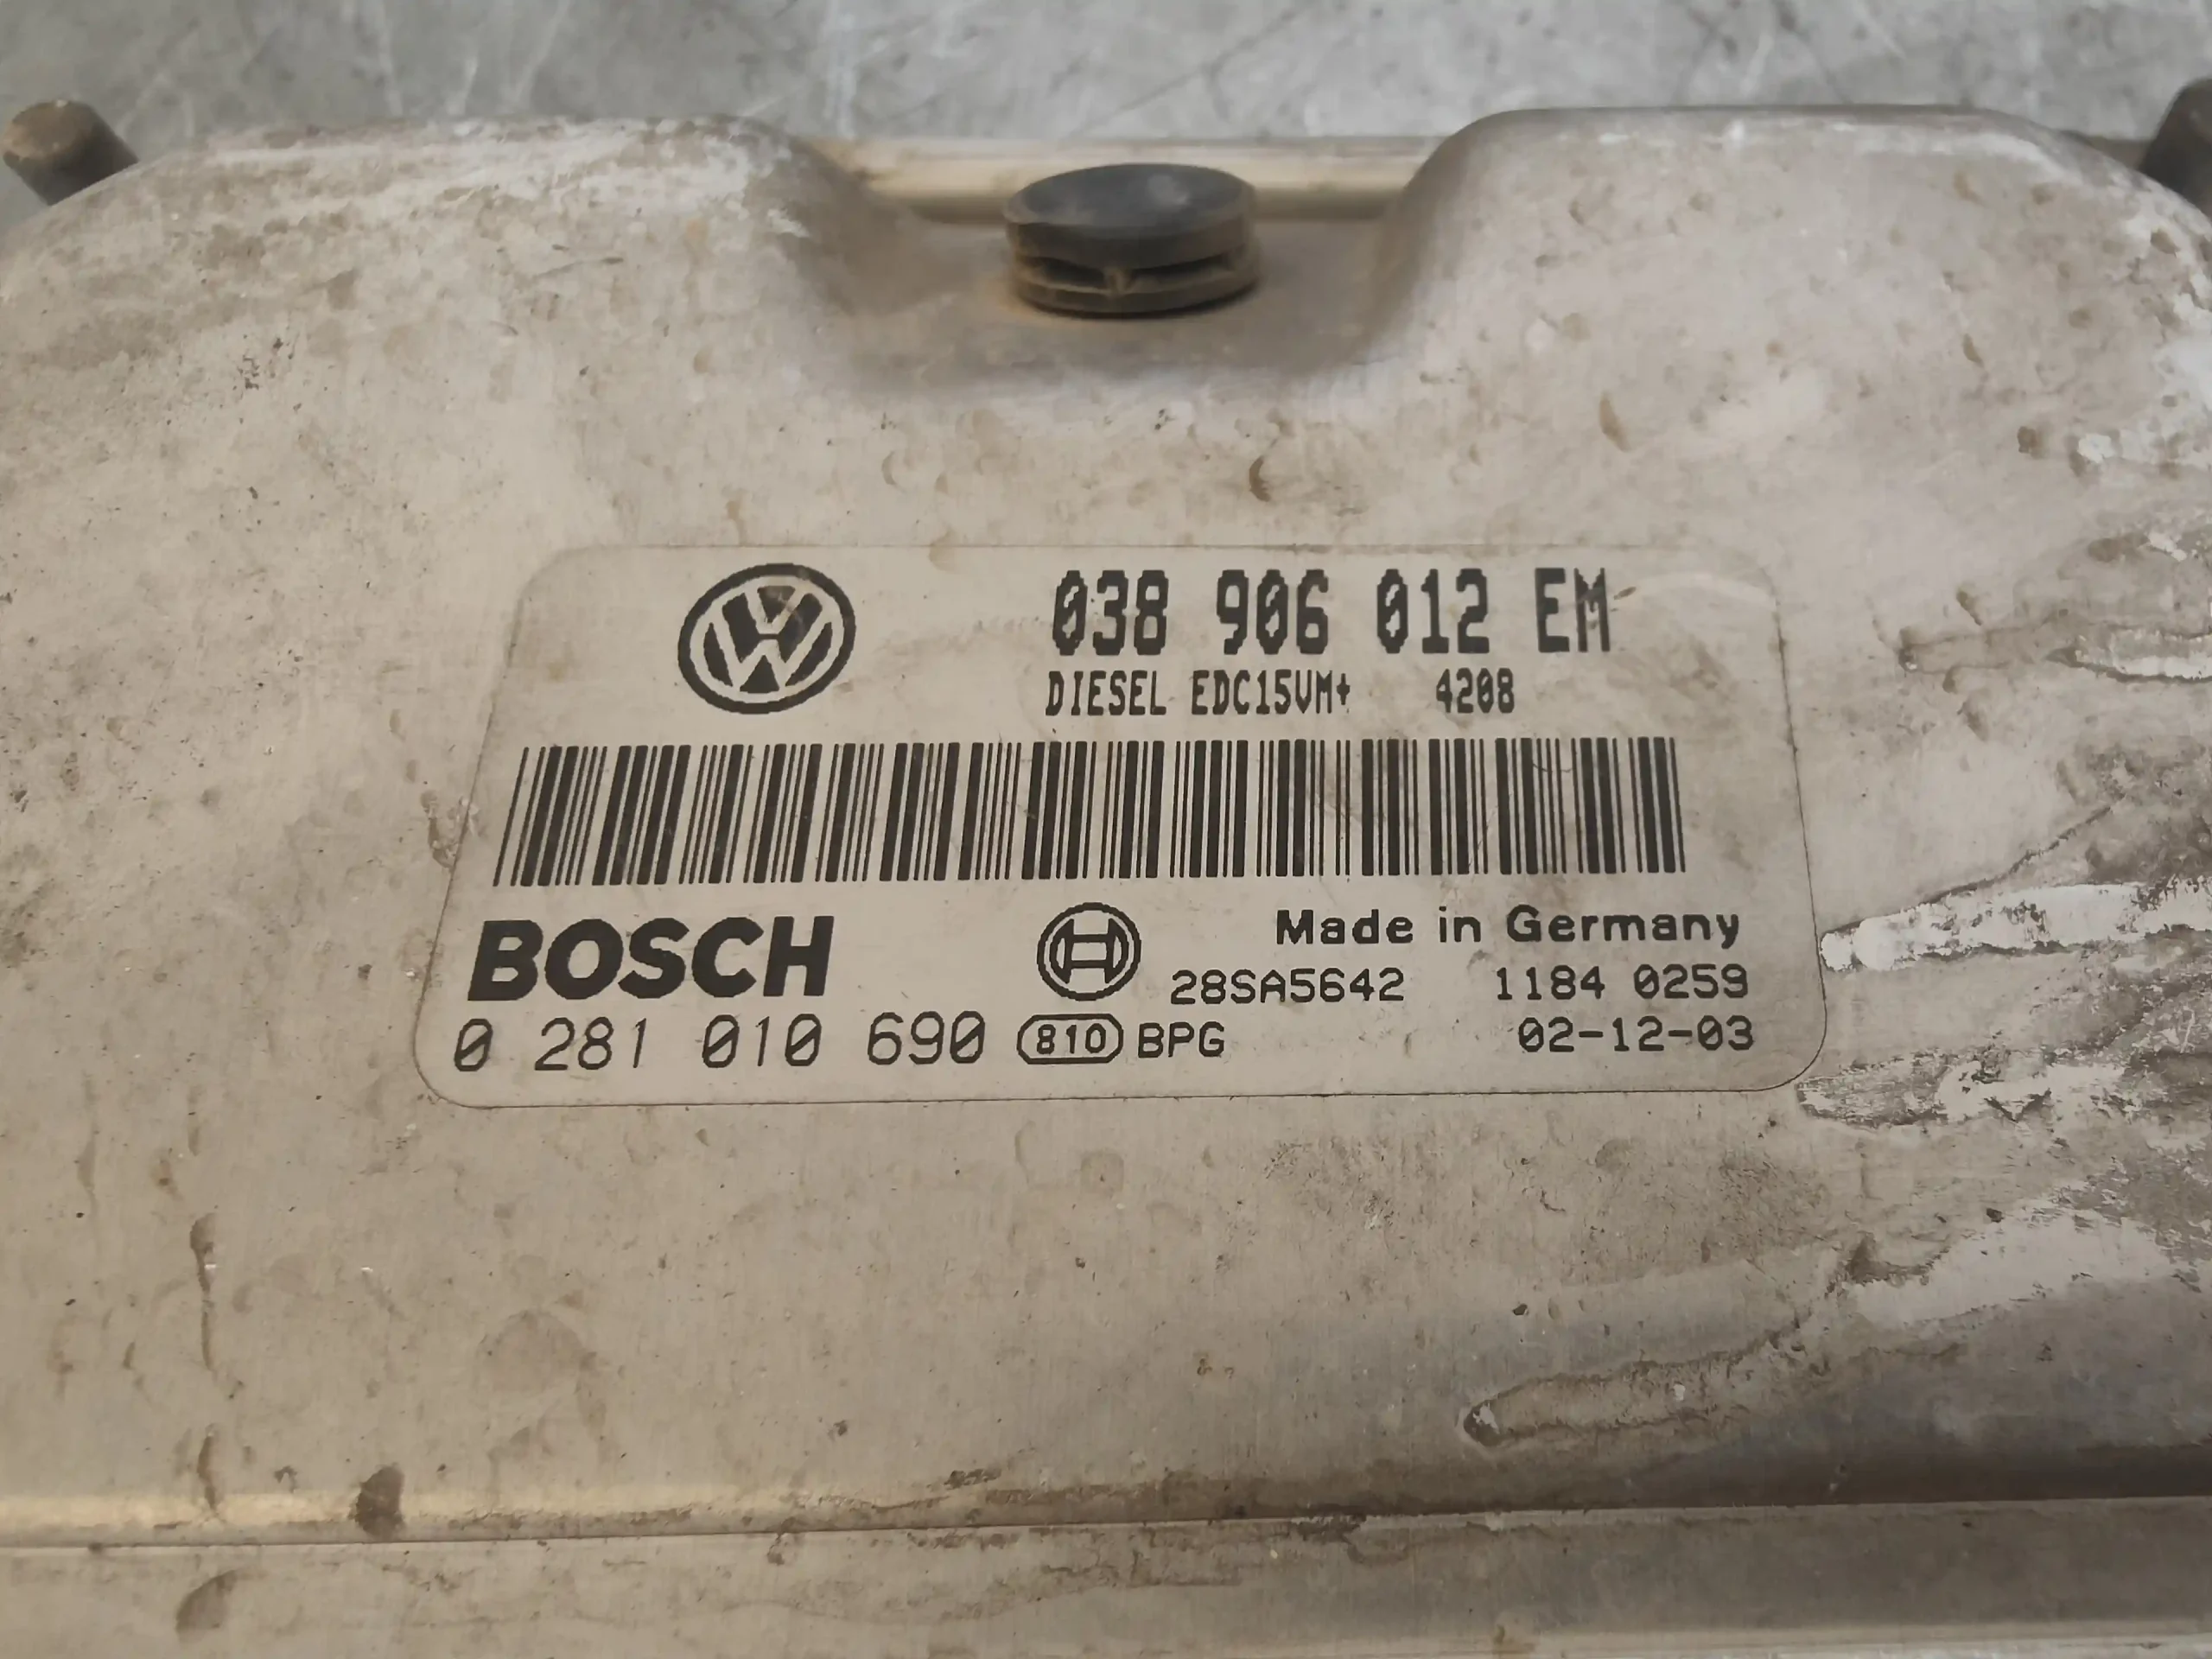 038 906 012 EM
DIESEL EDC15VM+ 4208
BOSCH Made in Germany
28SA5642 1184 0259
0 281 010 690 810 BPG 02-12-03